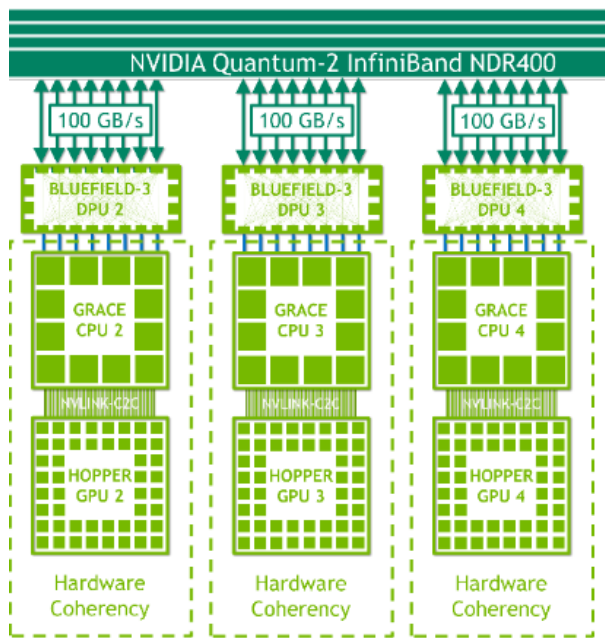 NVIDIA Quantum-2 InfiniBand NDR400
100 GB/s
100 GB/s
100 GB/s
BLUEFIELD-3
DPU 2
BLUEFIELD-3
DPU 3
BLUEFIELD-3
DPU 4
GRACE
CPU 2
GRACE
CPU 3
GRACE
CPU 4
NVLINK-C2C
NVLINK-C2C
NVLINK-C2C
HOPPER
GPU 2
HOPPER
GPU 3
HOPPER
GPU 4
Hardware
Coherency
Hardware
Coherency
Hardware
Coherency